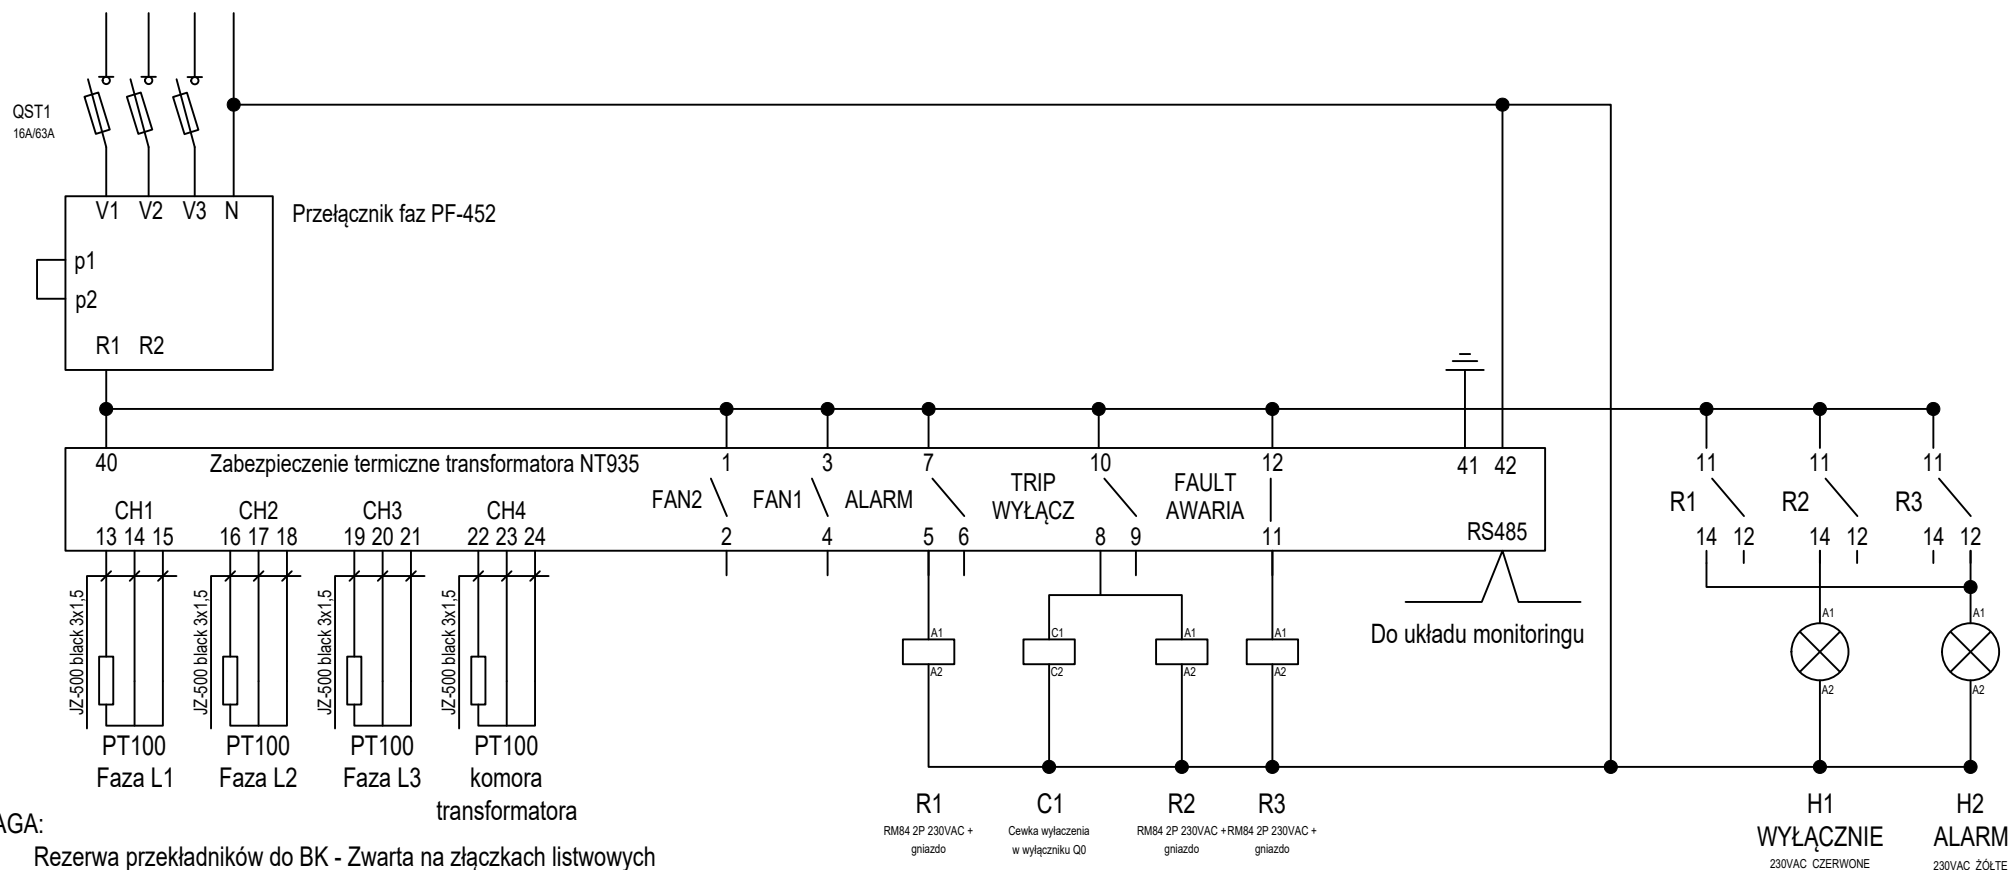 QST1
16A/63A
V1 V2 V3 N
Przełącznik faz PF-452
p1
p2
R1 R2
40 Zabezpieczenie termiczne transformatora NT935 1 3 7 10 12 41 42
FAN2 FAN1 ALARM TRIP WYŁĄCZ FAULT AWARIA
CH1 CH2 CH3 CH4
RS485
13 14 15 16 17 18 19 20 21 22 23 24 2 4 5 6 8 9 11
11 11 11
R1 R2 R3
14 12 14 12 14 12
JZ-500 black 3x1,5
JZ-500 black 3x1,5
JZ-500 black 3x1,5
JZ-500 black 3x1,5
PT100
Faza L1
PT100
Faza L2
PT100
Faza L3
PT100
komora
transformatora
A1 C1 A1 A1
A2 C2 A2 A2
Do układu monitoringu
A1 A1
A2 A2
R1
RM84 2P 230VAC +
gniazdo
C1
Cewka wyłaczenia
w wyłączniku Q0
R2
RM84 2P 230VAC +
gniazdo
R3
RM84 2P 230VAC +
gniazdo
H1
WYŁĄCZNIE
230VAC CZERWONE
H2
ALARM
230VAC ŻÓŁTE
AGA:
Rezerwa przekładników do BK - Zwarta na złączkach listwowych